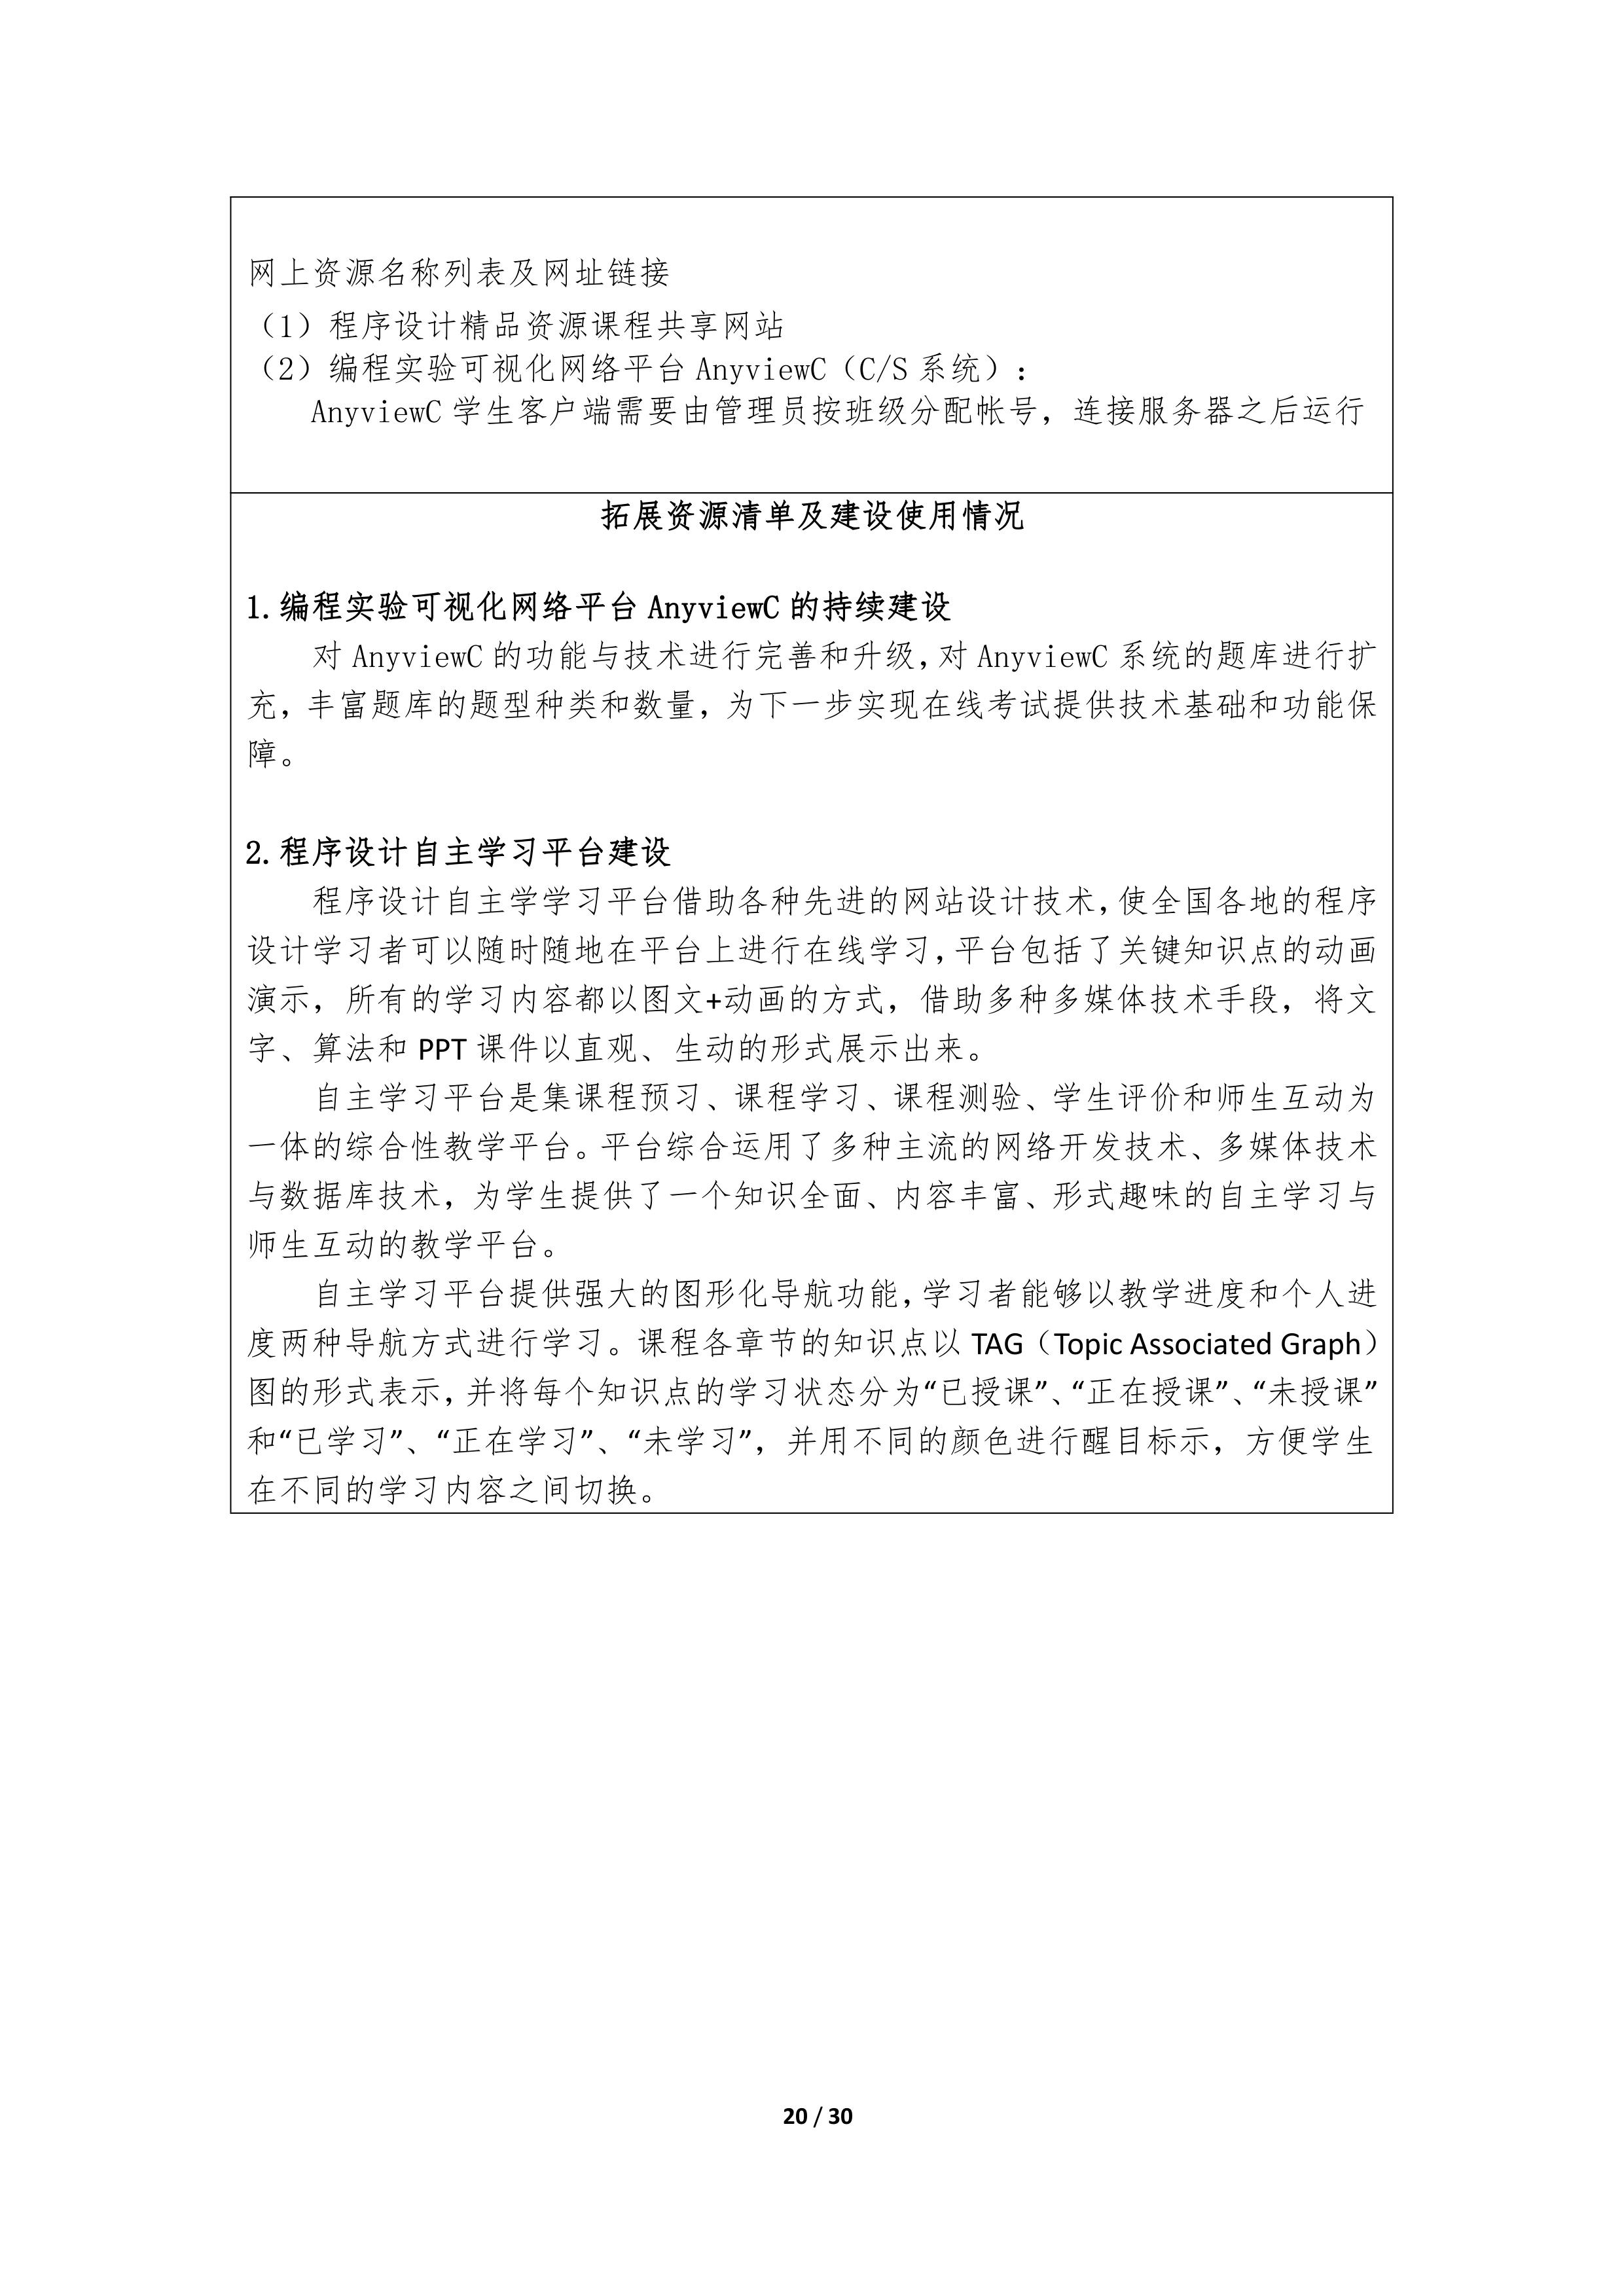 网上资源名称列表及网址链接
（1）程序设计精品资源课程共享网站
（2）编程实验可视化网络平台 AnyviewC（C/S 系统）：
AnyviewC 学生客户端需要由管理员按班级分配帐号，连接服务器之后运行
拓展资源清单及建设使用情况
1.编程实验可视化网络平台 AnyviewC 的持续建设
对 AnyviewC 的功能与技术进行完善和升级，对 AnyviewC 系统的题库进行扩
充，丰富题库的题型种类和数量，为下一步实现在线考试提供技术基础和功能保
障。
2.程序设计自主学习平台建设
程序设计自主学学习平台借助各种先进的网站设计技术，使全国各地的程序
设计学习者可以随时随地在平台上进行在线学习，平台包括了关键知识点的动画
演示，所有的学习内容都以图文+动画的方式，借助多种多媒体技术手段，将文
字、算法和 PPT 课件以直观、生动的形式展示出来。
自主学习平台是集课程预习、课程学习、课程测验、学生评价和师生互动为
一体的综合性教学平台。平台综合运用了多种主流的网络开发技术、多媒体技术
与数据库技术，为学生提供了一个知识全面、内容丰富、形式趣味的自主学习与
师生互动的教学平台。
自主学习平台提供强大的图形化导航功能，学习者能够以教学进度和个人进
度两种导航方式进行学习。课程各章节的知识点以 TAG（Topic Associated Graph）
图的形式表示，并将每个知识点的学习状态分为“已授课”、“正在授课”、“未授课”
和“已学习”、“正在学习”、“未学习”，并用不同的颜色进行醒目标示，方便学生
在不同的学习内容之间切换。
20 / 30